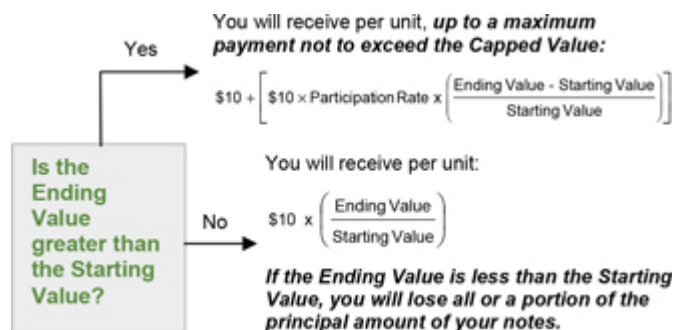 You will receive per unit, up to a maximum
payment not to exceed the Capped Value:
Yes
$10 + [ $10 × Participation Rate x ( Ending Value - Starting Value
Starting Value ) ]
Is the
Ending
Value
greater than
the Starting
Value?
No
You will receive per unit:
$10 x ( Ending Value
Starting Value )
If the Ending Value is less than the Starting
Value, you will lose all or a portion of the
principal amount of your notes.